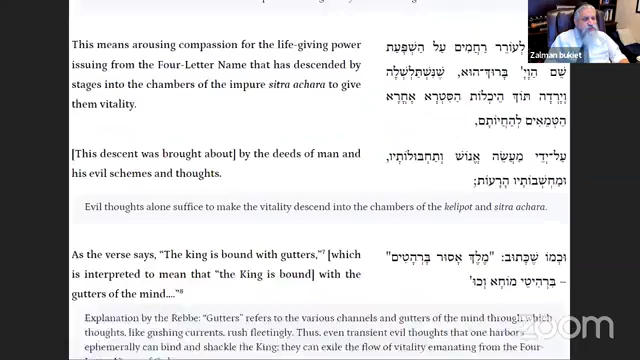 This means arousing compassion for the life-giving power
issuing from the Four-Letter Name that has descended by
stages into the chambers of the impure sitra achara to give
them vitality.
לְעוֹרֵר רַחֲמִים עַל הַשְׁפָּעַת
שֵׁם הֲוָיָ' בָּרוּךְ־הוּא, שֶׁנִּשְׁתַּלְשְׁלָה
וְיָרְדָה תּוֹךְ הֵיכְלוֹת הַסִּטְרָא אָחֳרָא
הַטְּמֵאִים לְהַחֲיוֹתָם,
Zalman bukiet
[This descent was brought about] by the deeds of man and
his evil schemes and thoughts.
עַל־יְדֵי מַעֲשֵׂה אֱנוֹשׁ וְתַחְבּוּלוֹתָיו,
וּמַחְשְׁבוֹתָיו הָרָעוֹת;
Evil thoughts alone suffice to make the vitality descend into the chambers of the kelipot and sitra achara.
As the verse says, “The king is bound with gutters,”7 [which
is interpreted to mean that “the King is bound] with the
gutters of the mind....”8
וּכְמוֹ שֶׁכָּתוּב: "מֶלֶךְ אָסוּר בָּרְהָטִים"
– בִּרְהִיטֵי מוֹחָא וְכוּ'
Explanation by the Rebbe: “Gutters” refers to the various channels and gutters of the mind through which
thoughts, like gushing currents, rush fleetingly. Thus, even transient evil thoughts that one harbors
ephemerally can bind and shackle the King; they can exile the flow of vitality emanating from the Four-
zoom